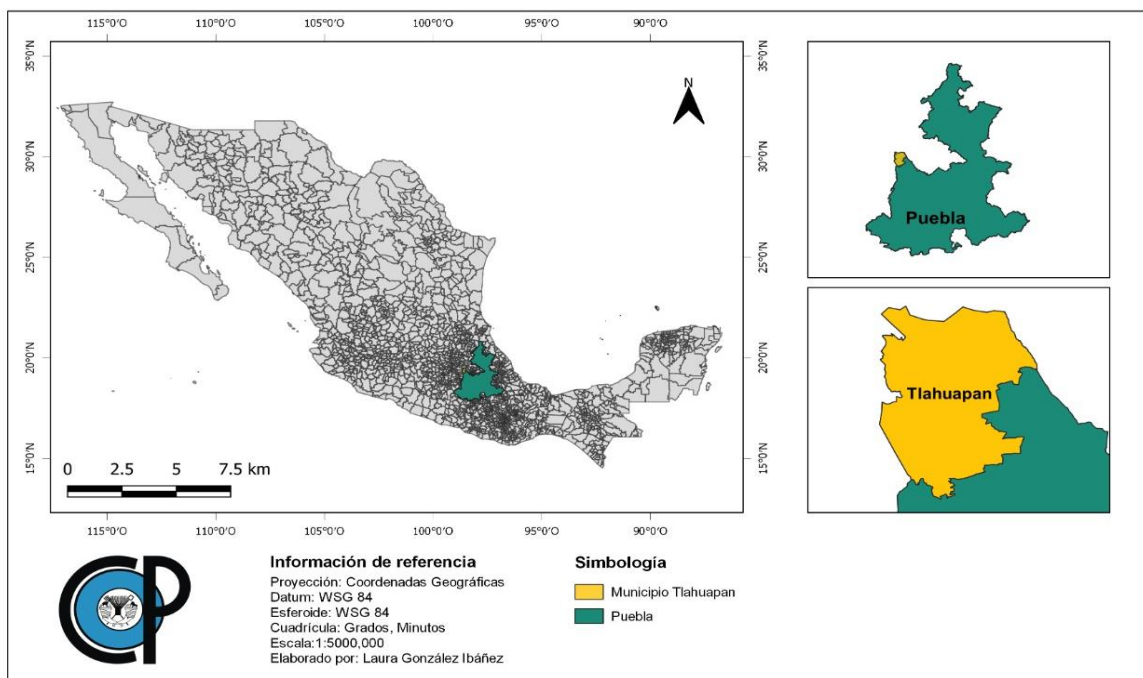 115°0'O 110°0'O 105°0'O 100°0'O 95°0'O 90°0'O
35°0'N 35°0'N
30°0'N 30°0'N
25°0'N 25°0'N
20°0'N 20°0'N
15°0'N 15°0'N
N
0 2.5 5 7.5 km
115°0'O 110°0'O 105°0'O 100°0'O 95°0'O 90°0'O
Puebla
Tlahuapan
CP
Información de referencia
Proyección: Coordenadas Geográficas
Datum: WSG 84
Esferoide: WSG 84
Cuadrícula: Grados, Minutos
Escala:1:5000,000
Elaborado por: Laura González Ibáñez
Simbología
Municipio Tlahuapan
Puebla